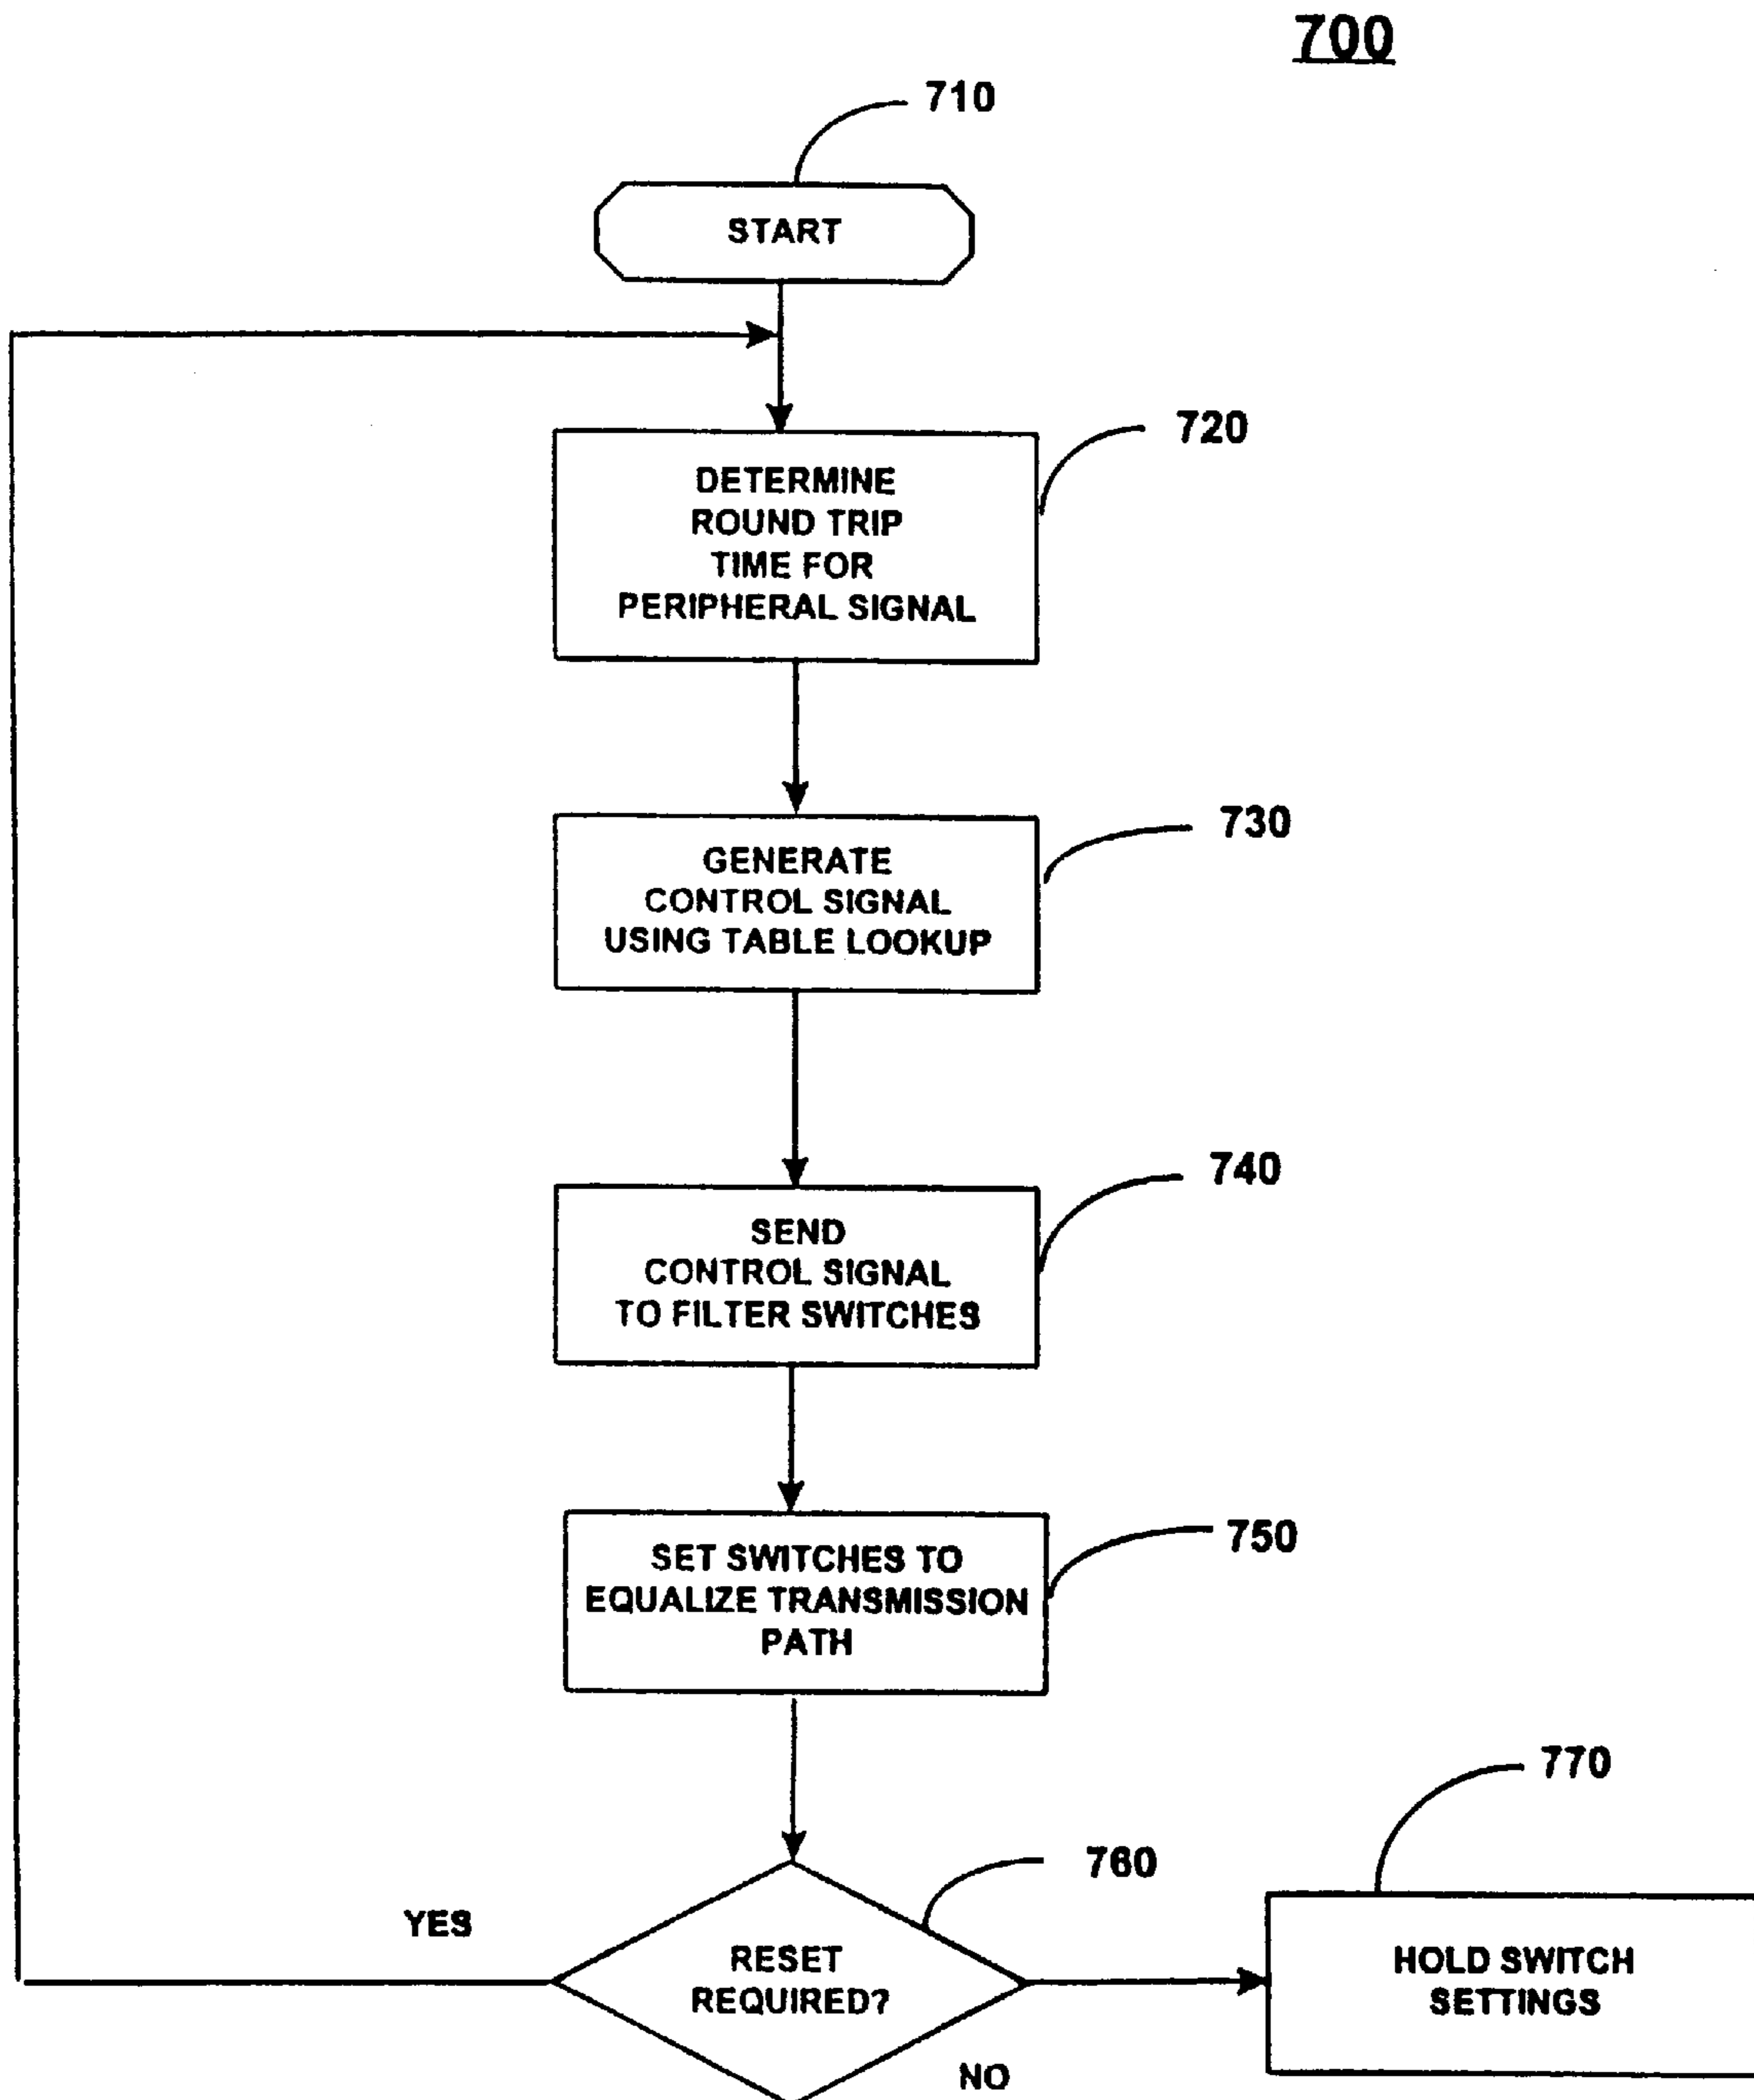 700
710
START
720
DETERMINE
ROUND TRIP
TIME FOR
PERIPHERAL SIGNAL
730
GENERATE
CONTROL SIGNAL
USING TABLE LOOKUP
740
SEND
CONTROL SIGNAL
TO FILTER SWITCHES
750
SET SWITCHES TO
EQUALIZE TRANSMISSION
PATH
770
760
YES
RESET
REQUIRED?
HOLD SWITCH
SETTINGS
NO